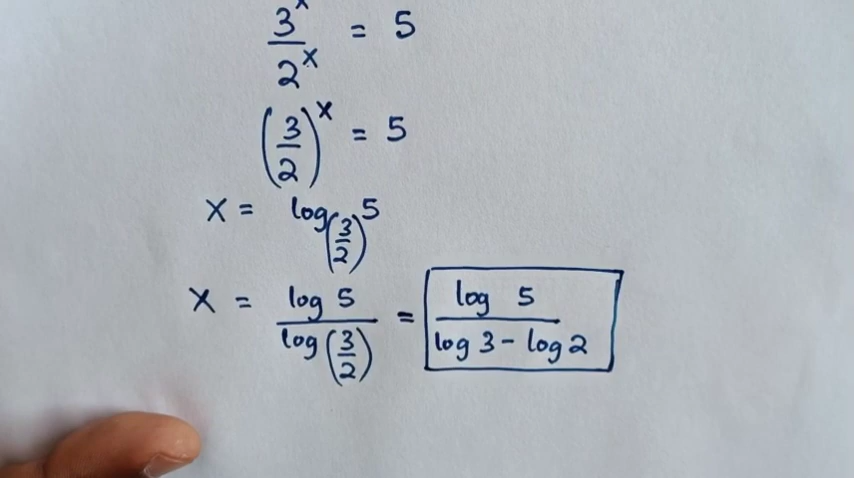 3^x / 2^x = 5
(3/2)^x = 5
x = log_(3/2) 5
x = log 5 / log (3/2) = log 5 / log 3 - log 2